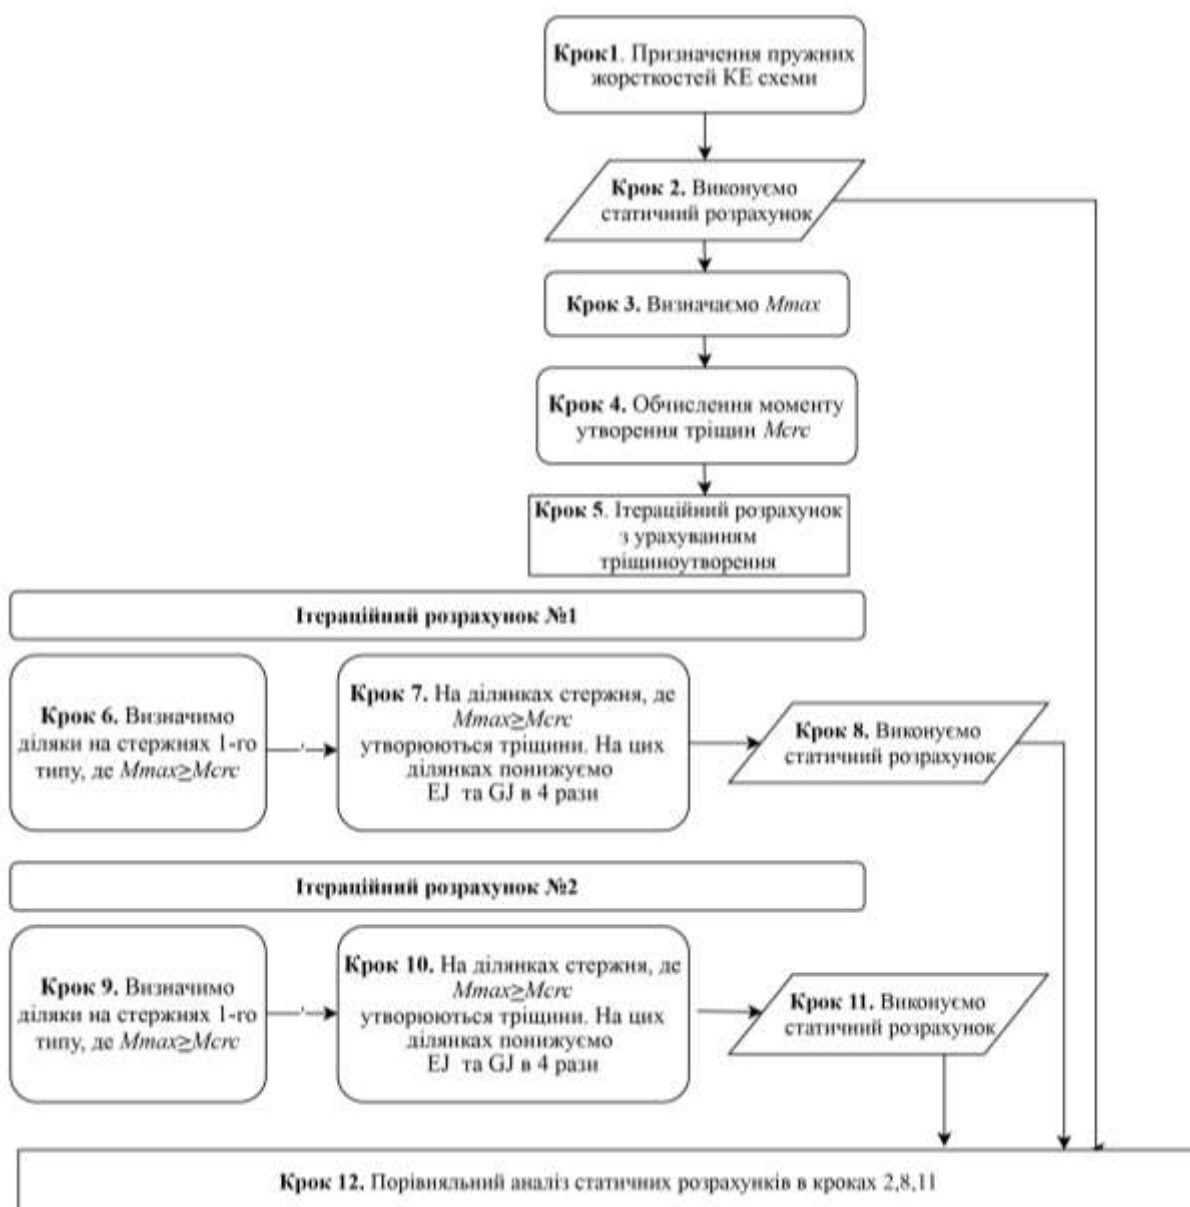 Крок1. Призначення пружних
жорсткостей КЕ схеми
Крок 2. Виконуємо
статичний розрахунок
Крок 3. Визначаємо Mmax
Крок 4. Обчислення моменту
утворення тріщин Mcrc
Крок 5. Ітераційний розрахунок
з урахуванням
тріщиноутворення
Ітераційний розрахунок №1
Крок 6. Визначимо
діляки на стержнях 1-го
типу, де Mmax≥Mcrc
Крок 7. На ділянках стержня, де
Mmax≥Mcrc
утворюються тріщини. На цих
ділянках понижуємо
EJ та GJ в 4 рази
Крок 8. Виконуємо
статичний розрахунок
Ітераційний розрахунок №2
Крок 9. Визначимо
діляки на стержнях 1-го
типу, де Mmax≥Mcrc
Крок 10. На ділянках стержня, де
Mmax≥Mcrc
утворюються тріщини. На цих
ділянках понижуємо
EJ та GJ в 4 рази
Крок 11. Виконуємо
статичний розрахунок
Крок 12. Порівняльний аналіз статичних розрахунків в кроках 2,8,11